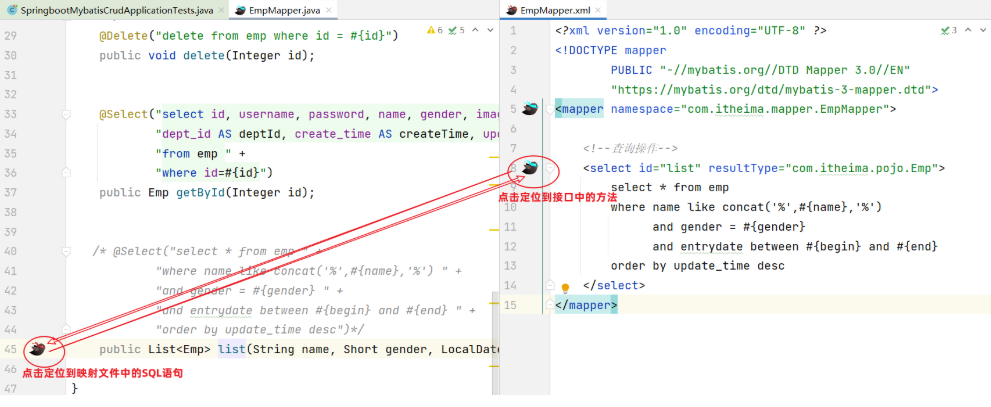 SpringbootMybatisCrudApplicationTests.java
EmpMapper.java
29 @Delete("delete from emp where id = #{id}")
6 5
30 public void delete(Integer id);
31
33 @Select("select id, username, password, name, gender, imag
34 "dept_id AS deptId, create_time AS createTime, upd
35 "from emp " +
36 "where id=#{id}")
37 public Emp getById(Integer id);
38
39
40 /* @Select("select * from emp " +
41 "where name like concat('%',#{name},'%') " +
42 "and gender = #{gender} " +
43 "and entrydate between #{begin} and #{end} " +
44 "order by update_time desc")*/
45 public List<Emp> list(String name, Short gender, LocalDate
46
点击定位到映射文件中的SQL语句
47 }
EmpMapper.xml
1 <?xml version="1.0" encoding="UTF-8" ?>
3
2 <!DOCTYPE mapper
3 PUBLIC "-//mybatis.org//DTD Mapper 3.0//EN"
4 "https://mybatis.org/dtd/mybatis-3-mapper.dtd">
5 <mapper namespace="com.itheima.mapper.EmpMapper">
6
7 <!--查询操作-->
8 <select id="list" resultType="com.itheima.pojo.Emp">
9 select * from emp
点击定位到接口中的方法
10 where name like concat('%',#{name},'%')
11 and gender = #{gender}
12 and entrydate between #{begin} and #{end}
13 order by update_time desc
14 </select>
15 </mapper>